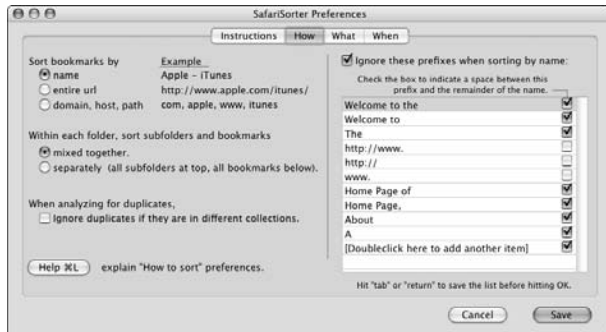 SafariSorter Preferences
Instructions How What When
Sort bookmarks by Example
name Apple - iTunes
entire url http://www.apple.com/itunes/
domain, host, path com, apple, www, itunes
Within each folder, sort subfolders and bookmarks
mixed together.
separately (all subfolders at top, all bookmarks below).
When analyzing for duplicates,
Ignore duplicates if they are in different collections.
Help ⌘L explain "How to sort" preferences.
Ignore these prefixes when sorting by name:
Check the box to indicate a space between this
prefix and the remainder of the name.
Welcome to the
Welcome to
The
http://www.
http://
www.
Home Page of
Home Page,
About
A
[Doubleclick here to add another item]
Hit "tab" or "return" to save the list before hitting OK.
Cancel Save